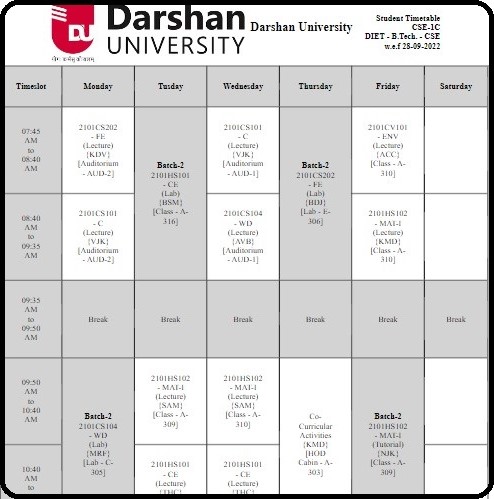 DU
योगः कर्मसु कौशलम्
Darshan
UNIVERSITY
Darshan University
Student Timetable
CSE-1C
DIET - B.Tech. - CSE
w.e.f 28-09-2022
Timeslot Monday Tusday Wednesday Thursday Friday Saturday
07:45
AM
to
08:40
AM
2101CS202
- FE
(Lecture)
{KDV}
[Auditorium
- AUD-2]
Batch-2
2101HS101
- CE
(Lab)
{BSM}
[Class - A-
316]
2101CS101
- C
(Lecture)
{VJK}
[Auditorium
- AUD-1]
Batch-2
2101CS202
- FE
(Lab)
{BDJ}
[Lab - E-
306]
2101CV101
- ENV
(Lecture)
{ACC}
[Class - A-
310]
08:40
AM
to
09:35
AM
2101CS101
- C
(Lecture)
{VJK}
[Auditorium
- AUD-2]
2101CS104
- WD
(Lecture)
{AVB}
[Auditorium
- AUD-1]
2101HS102
- MAT-I
(Lecture)
{KMD}
[Class - A-
310]
09:35
AM
to
09:50
AM
Break Break Break Break Break Break
09:50
AM
to
10:40
AM
Batch-2
2101CS104
- WD
(Lab)
{MRF}
[Lab - C-
305]
2101HS102
- MAT-I
(Lecture)
{SAM}
[Class - A-
309]
2101HS102
- MAT-I
(Lecture)
{SAM}
[Class - A-
310]
Co-
Curricular
Activities
{KMD}
[HOD
Cabin - A-
303]
Batch-2
2101HS102
- MAT-I
(Tutorial)
{NJK}
[Class - A-
309]
10:40
AM
2101HS101
- CE
(Lecture)
2101HS101
- CE
(Lecture)